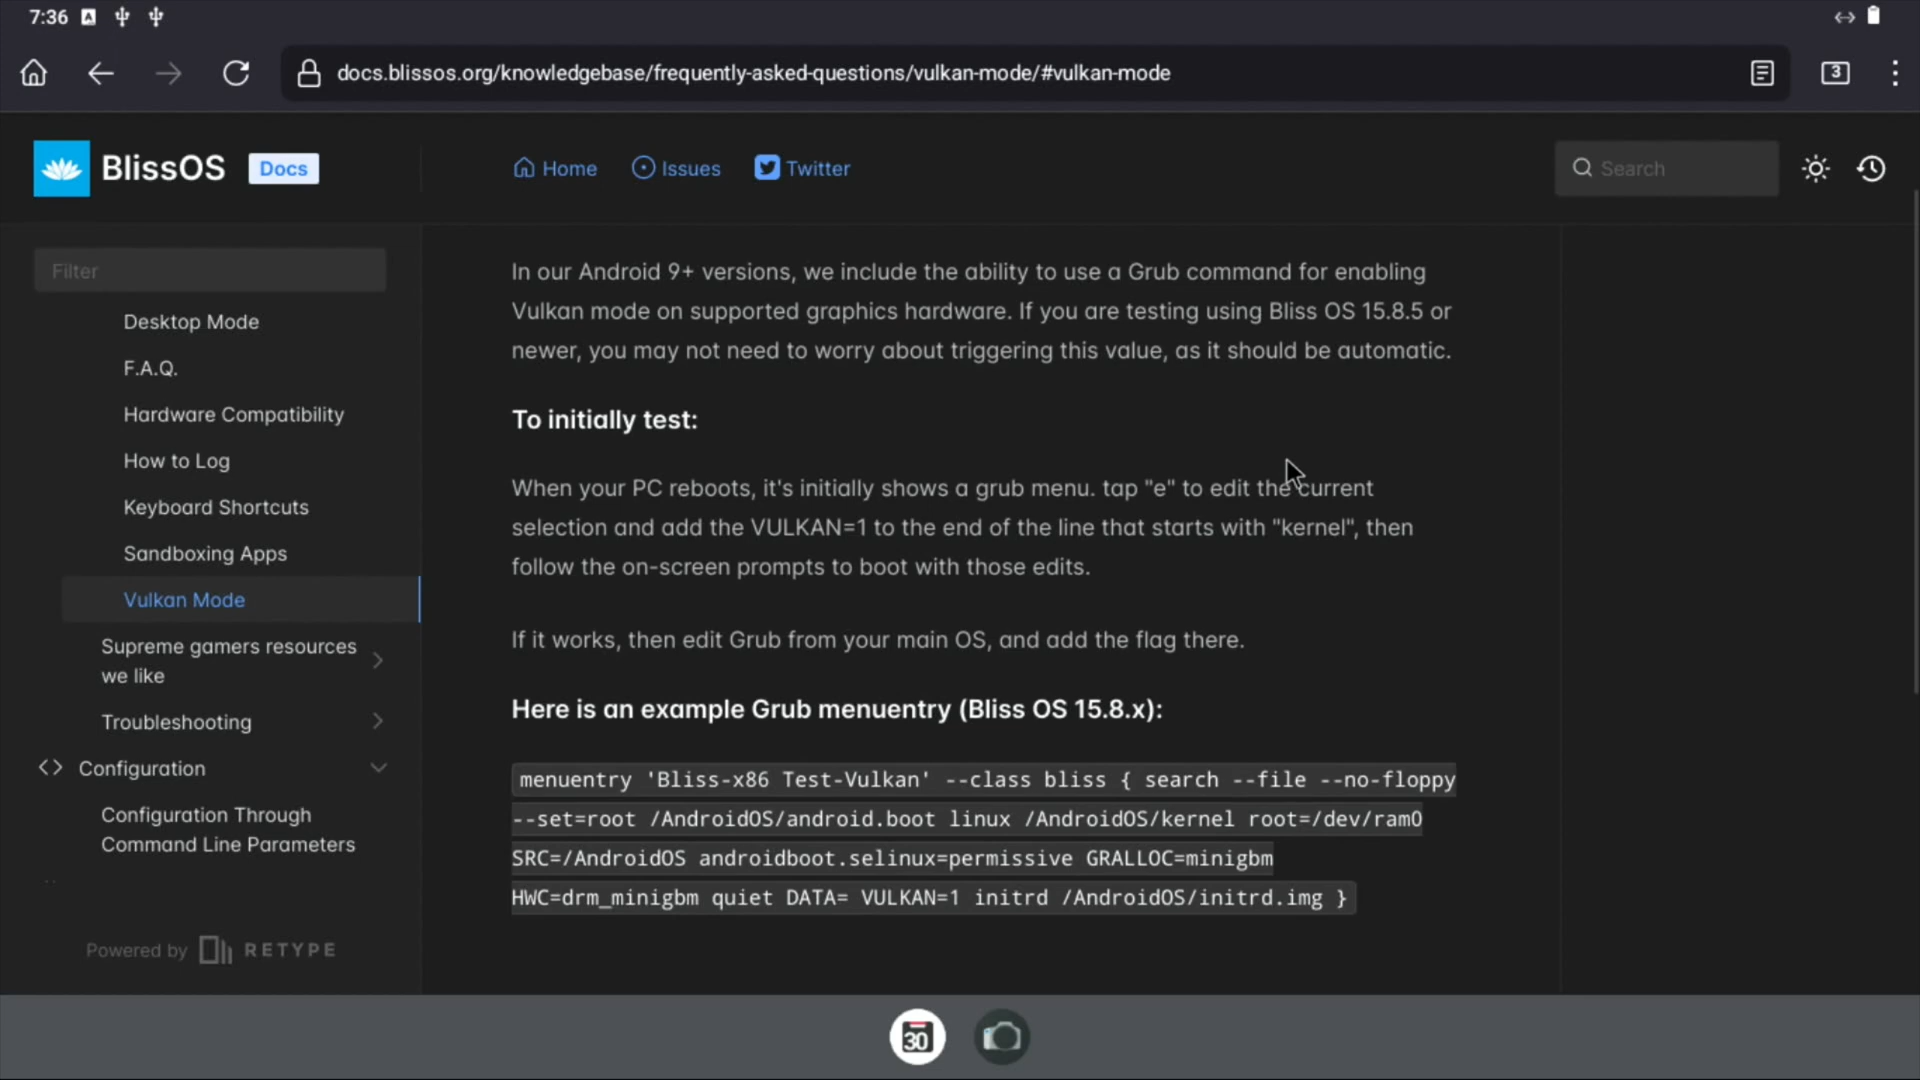 7:36
docs.blissos.org/knowledgebase/frequently-asked-questions/vulkan-mode/#vulkan-mode
3
BlissOS Docs
Home Issues Twitter
Search
Filter
Desktop Mode
F.A.Q.
Hardware Compatibility
How to Log
Keyboard Shortcuts
Sandboxing Apps
Vulkan Mode
Supreme gamers resources
we like
Troubleshooting
Configuration
Configuration Through
Command Line Parameters
Powered by RETYPE
In our Android 9+ versions, we include the ability to use a Grub command for enabling
Vulkan mode on supported graphics hardware. If you are testing using Bliss OS 15.8.5 or
newer, you may not need to worry about triggering this value, as it should be automatic.
To initially test:
When your PC reboots, it's initially shows a grub menu. tap "e" to edit the current
selection and add the VULKAN=1 to the end of the line that starts with "kernel", then
follow the on-screen prompts to boot with those edits.
If it works, then edit Grub from your main OS, and add the flag there.
Here is an example Grub menuentry (Bliss OS 15.8.x):
menuentry 'Bliss-x86 Test-Vulkan' --class bliss { search --file --no-floppy
--set=root /AndroidOS/android.boot linux /AndroidOS/kernel root=/dev/ram0
SRC=/AndroidOS androidboot.selinux=permissive GRALLOC=minigbm
HWC=drm_minigbm quiet DATA= VULKAN=1 initrd /AndroidOS/initrd.img }
30